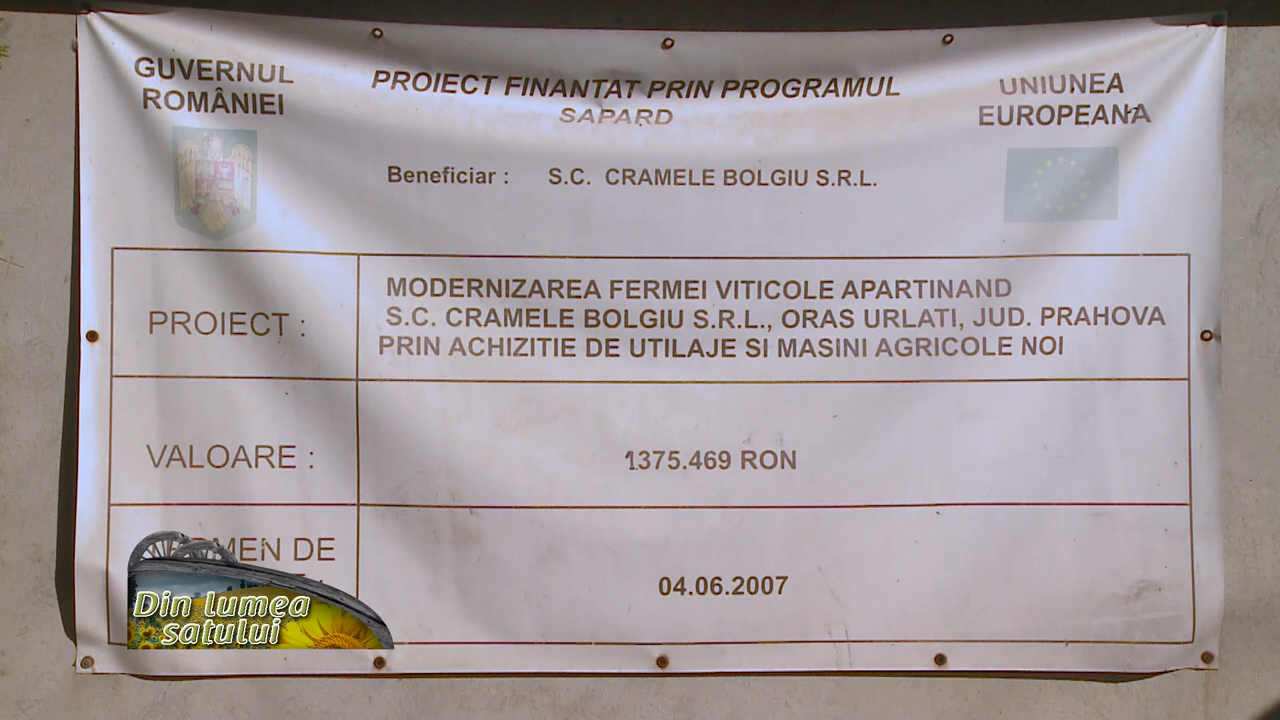 GUVERNUL
ROMÂNIEI
PROIECT FINANTAT PRIN PROGRAMUL
SAPARD
UNIUNEA
EUROPEANA
Beneficiar : S.C. CRAMELE BOLGIU S.R.L.
PROIECT :
MODERNIZAREA FERMEI VITICOLE APARTINAND
S.C. CRAMELE BOLGIU S.R.L., ORAS URLATI, JUD. PRAHOVA
PRIN ACHIZITIE DE UTILAJE SI MASINI AGRICOLE NOI
VALOARE :
1375.469 RON
DE
04.06.2007
Din lumea
satului